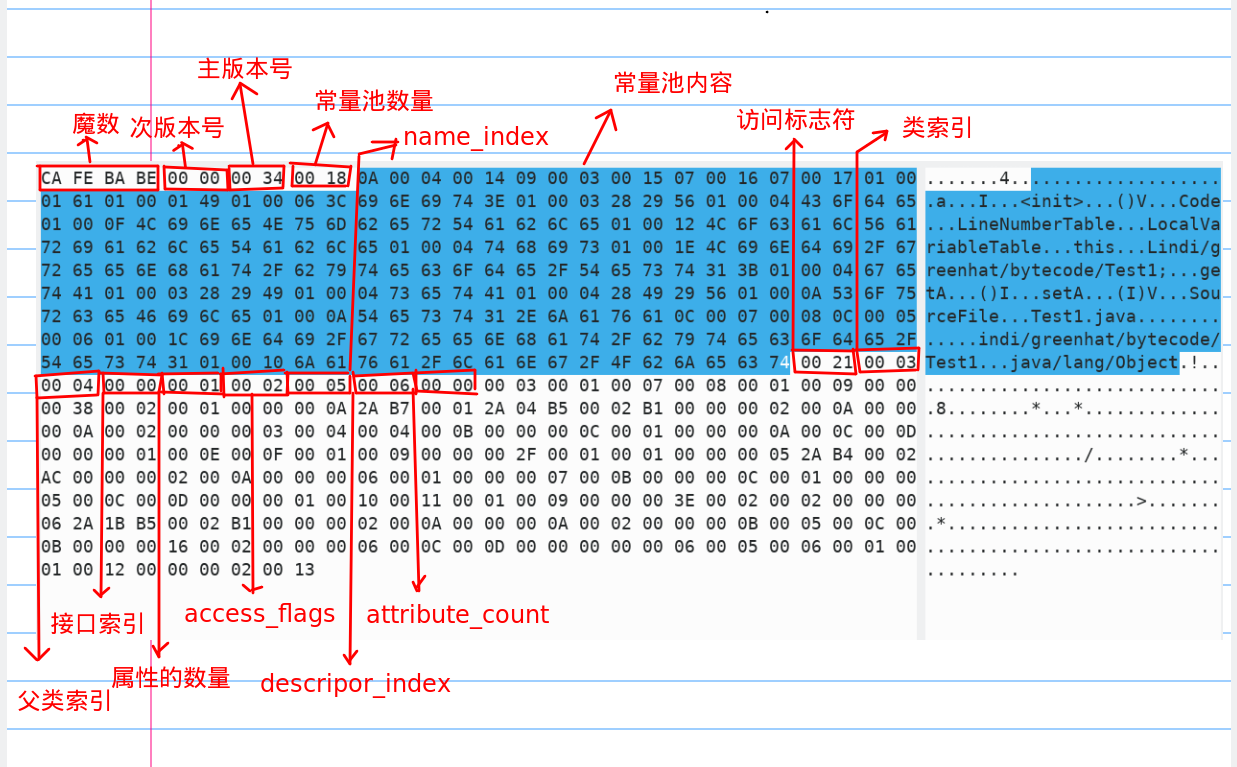 主版本号
常量池内容
常量池数量
魔数 次版本号 name_index 访问标志符 类索引
CA FE BA BE 00 00 00 34 00 18 0A 00 04 00 14 09 00 03 00 15 07 00 16 07 00 17 01 00 .......4....................
01 61 01 00 01 49 01 00 06 3C 69 6E 69 74 3E 01 00 03 28 29 56 01 00 04 43 6F 64 65 .a...I...<init>...()V...Code
01 00 0F 4C 69 6E 65 4E 75 6D 62 65 72 54 61 62 6C 65 01 00 12 4C 6F 63 61 6C 56 61 ...LineNumberTable...LocalVa
72 69 61 62 6C 65 54 61 62 6C 65 01 00 04 74 68 69 73 01 00 1E 4C 69 6E 64 69 2F 67 riableTable...this...Lindi/g
72 65 65 6E 68 61 74 2F 62 79 74 65 63 6F 64 65 2F 54 65 73 74 31 3B 01 00 04 67 65 reenhat/bytecode/Test1;...ge
74 41 01 00 03 28 29 49 01 00 04 73 65 74 41 01 00 04 28 49 29 56 01 00 0A 53 6F 75 tA...()I...setA...(I)V...Sou
72 63 65 46 69 6C 65 01 00 0A 54 65 73 74 31 2E 6A 61 76 61 0C 00 07 00 08 0C 00 05 rceFile...Test1.java........
00 06 01 00 1C 69 6E 64 69 2F 67 72 65 65 6E 68 61 74 2F 62 79 74 65 63 6F 64 65 2F .....indi/greenhat/bytecode/
54 65 73 74 31 01 00 10 6A 61 76 61 2F 6C 61 6E 67 2F 4F 62 6A 65 63 74 00 21 00 03 Test1...java/lang/Object.!..
00 04 00 00 00 01 00 02 00 05 00 06 00 00 00 03 00 01 00 07 00 08 00 01 00 09 00 00 ............................
00 38 00 02 00 01 00 00 00 0A 2A B7 00 01 2A 04 B5 00 02 B1 00 00 00 02 00 0A 00 00 .8........*...*.............
00 0A 00 02 00 00 00 03 00 04 00 04 00 0B 00 00 00 0C 00 01 00 00 00 0A 00 0C 00 0D ............................
00 00 00 01 00 0E 00 0F 00 01 00 09 00 00 00 2F 00 01 00 01 00 00 00 05 2A B4 00 02 .............../........*...
AC 00 00 00 02 00 0A 00 00 00 06 00 01 00 00 00 07 00 0B 00 00 00 0C 00 01 00 00 00 ............................
05 00 0C 00 0D 00 00 00 01 00 10 00 11 00 01 00 09 00 00 00 3E 00 02 00 02 00 00 00 ....................>.......
06 2A 1B B5 00 02 B1 00 00 00 02 00 0A 00 00 00 0A 00 02 00 00 00 0B 00 05 00 0C 00 .*..........................
0B 00 00 00 16 00 02 00 00 00 06 00 0C 00 0D 00 00 00 00 00 06 00 05 00 06 00 01 00 ............................
01 00 12 00 00 00 02 00 13 .........
接口索引 access_flags attribute_count
属性的数量 descripor_index
父类索引